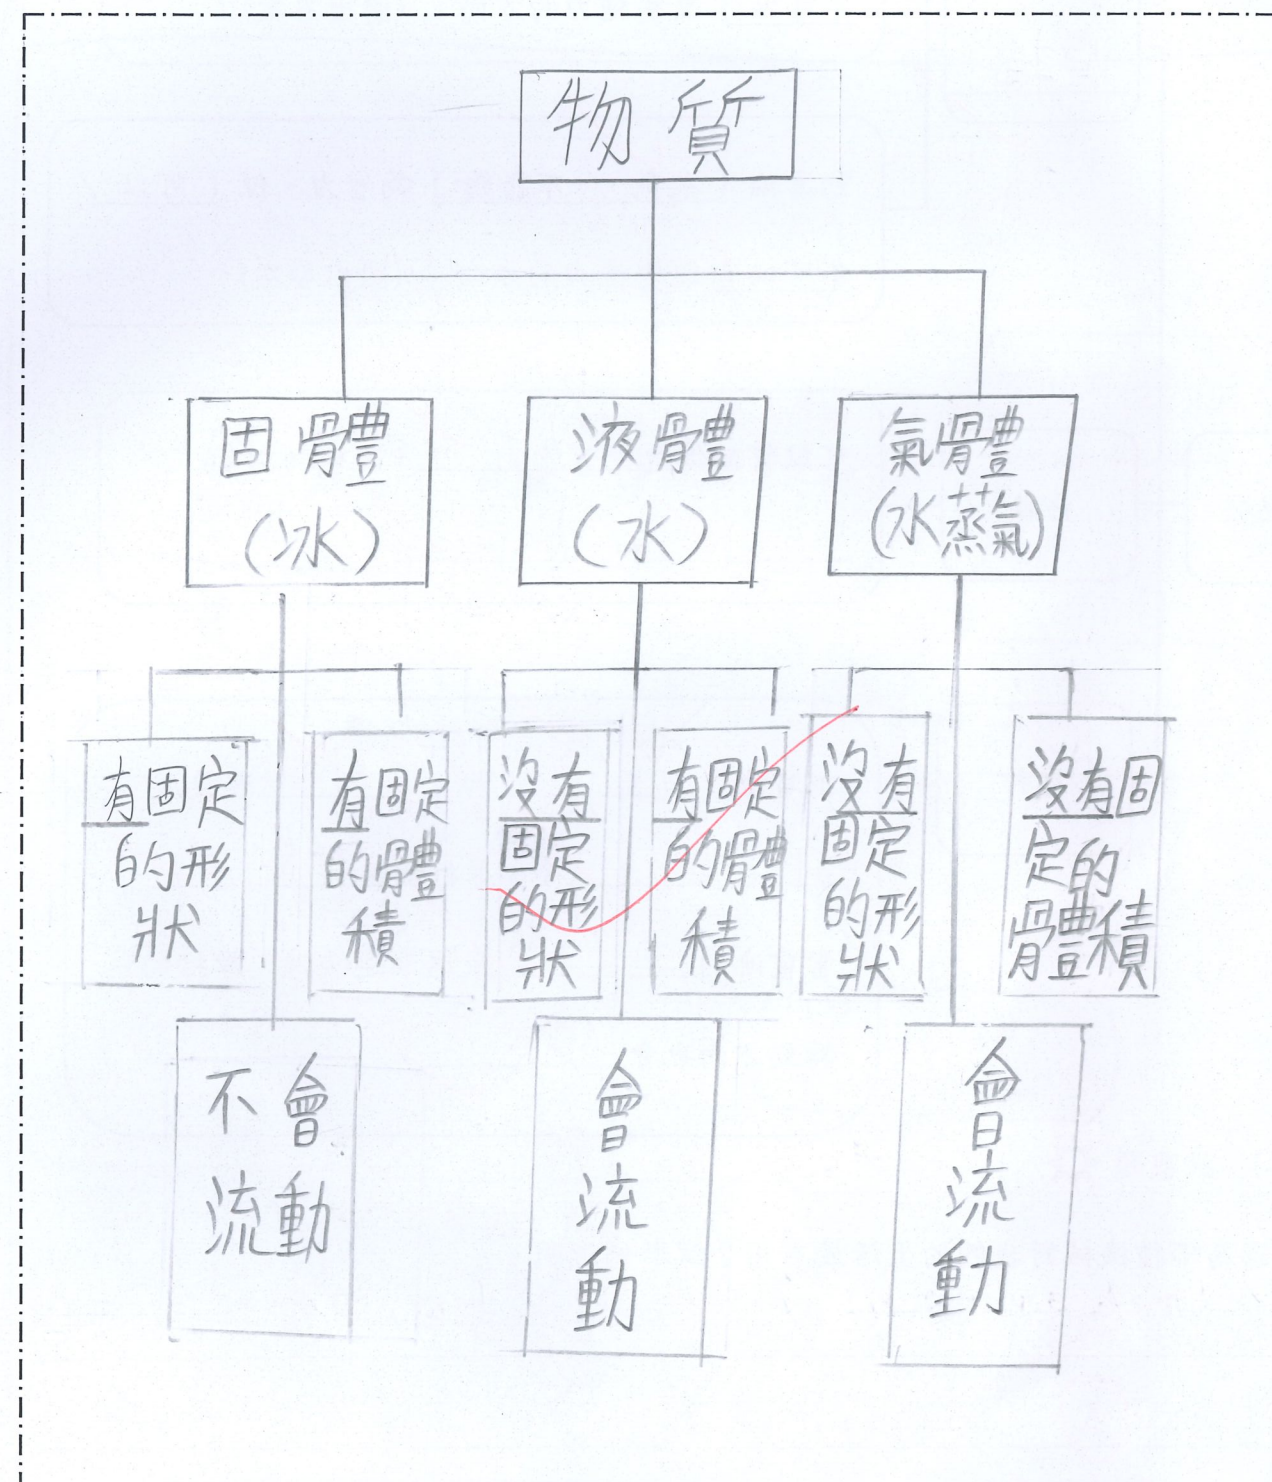 物質
固體
(冰)
液體
(水)
氣體
(水蒸氣)
有固定
的形
狀
有固定
的體
積
沒有
固定
的形
狀
有固定
的體
積
沒有
固定
的形
狀
沒有固
定的
體積
不會
流動
會
流
動
會
流
動